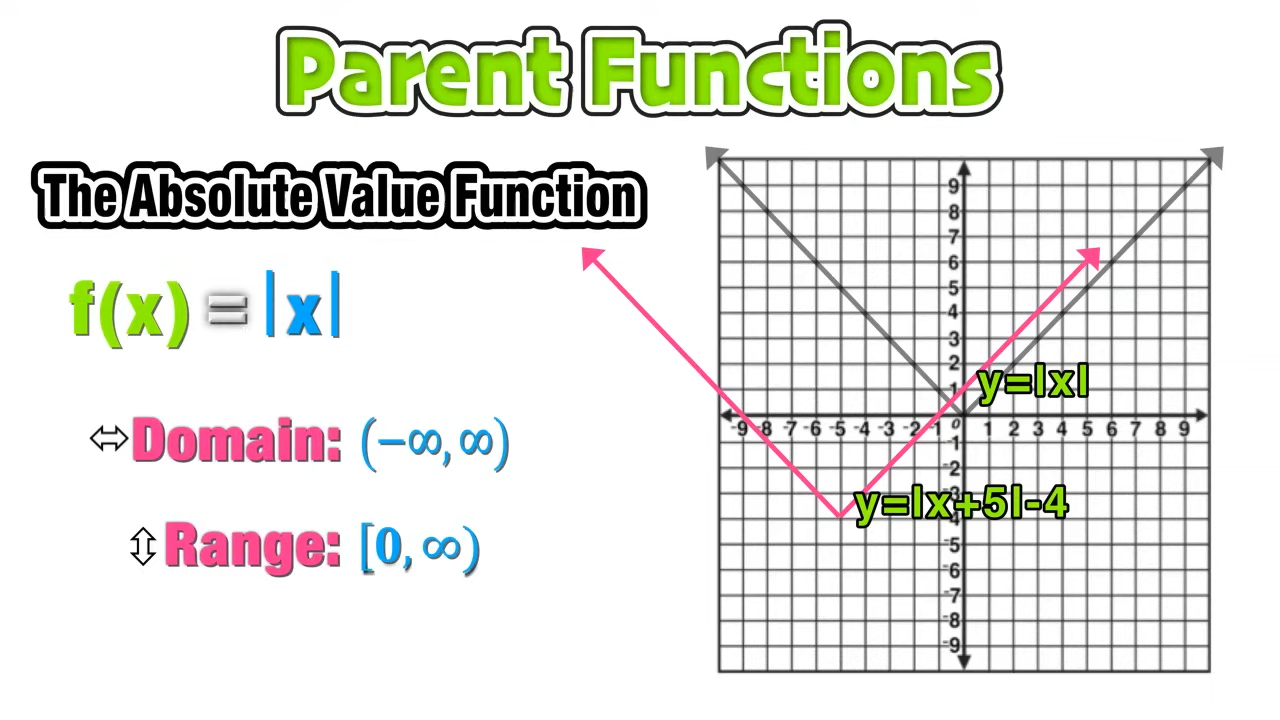 Parent Functions
The Absolute Value Function
f(x) = |x|
Domain: (−∞, ∞)
Range: [0, ∞)
9
8
7
6
5
4
3
2
1
y=|x|
-9 -8 -7 -6 -5 -4 -3 -2 -1 0 1 2 3 4 5 6 7 8 9
-1
-2
-3
y=|x+5|-4
-4
-5
-6
-7
-8
-9